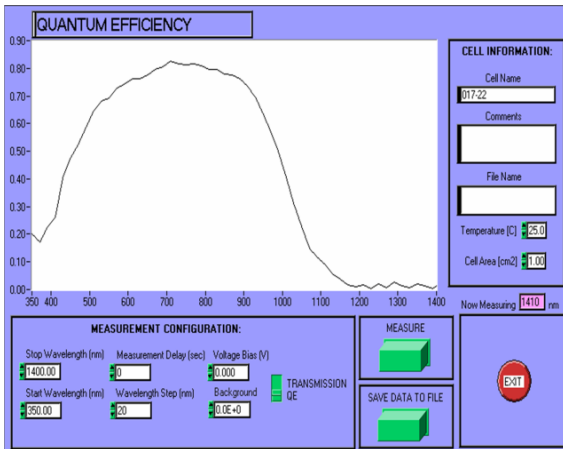 QUANTUM EFFICIENCY
0.90
0.80
0.70
0.60
0.50
0.40
0.30
0.20
0.10
0.00
350 400 500 600 700 800 900 1000 1100 1200 1300 1400
CELL INFORMATION:
Cell Name
017-22
Comments
File Name
Temperature [C] 25.0
Cell Area [cm2] 1.00
Now Measuring 1410 nm
MEASUREMENT CONFIGURATION:
Stop Wavelength (nm) Measurement Delay (sec) Voltage Bias (V)
1400.00 0 0.000
Start Wavelength (nm) Wavelength Step (nm) Background
350.00 20 0.0E+0
TRANSMISSION
QE
MEASURE
SAVE DATA TO FILE
EXIT